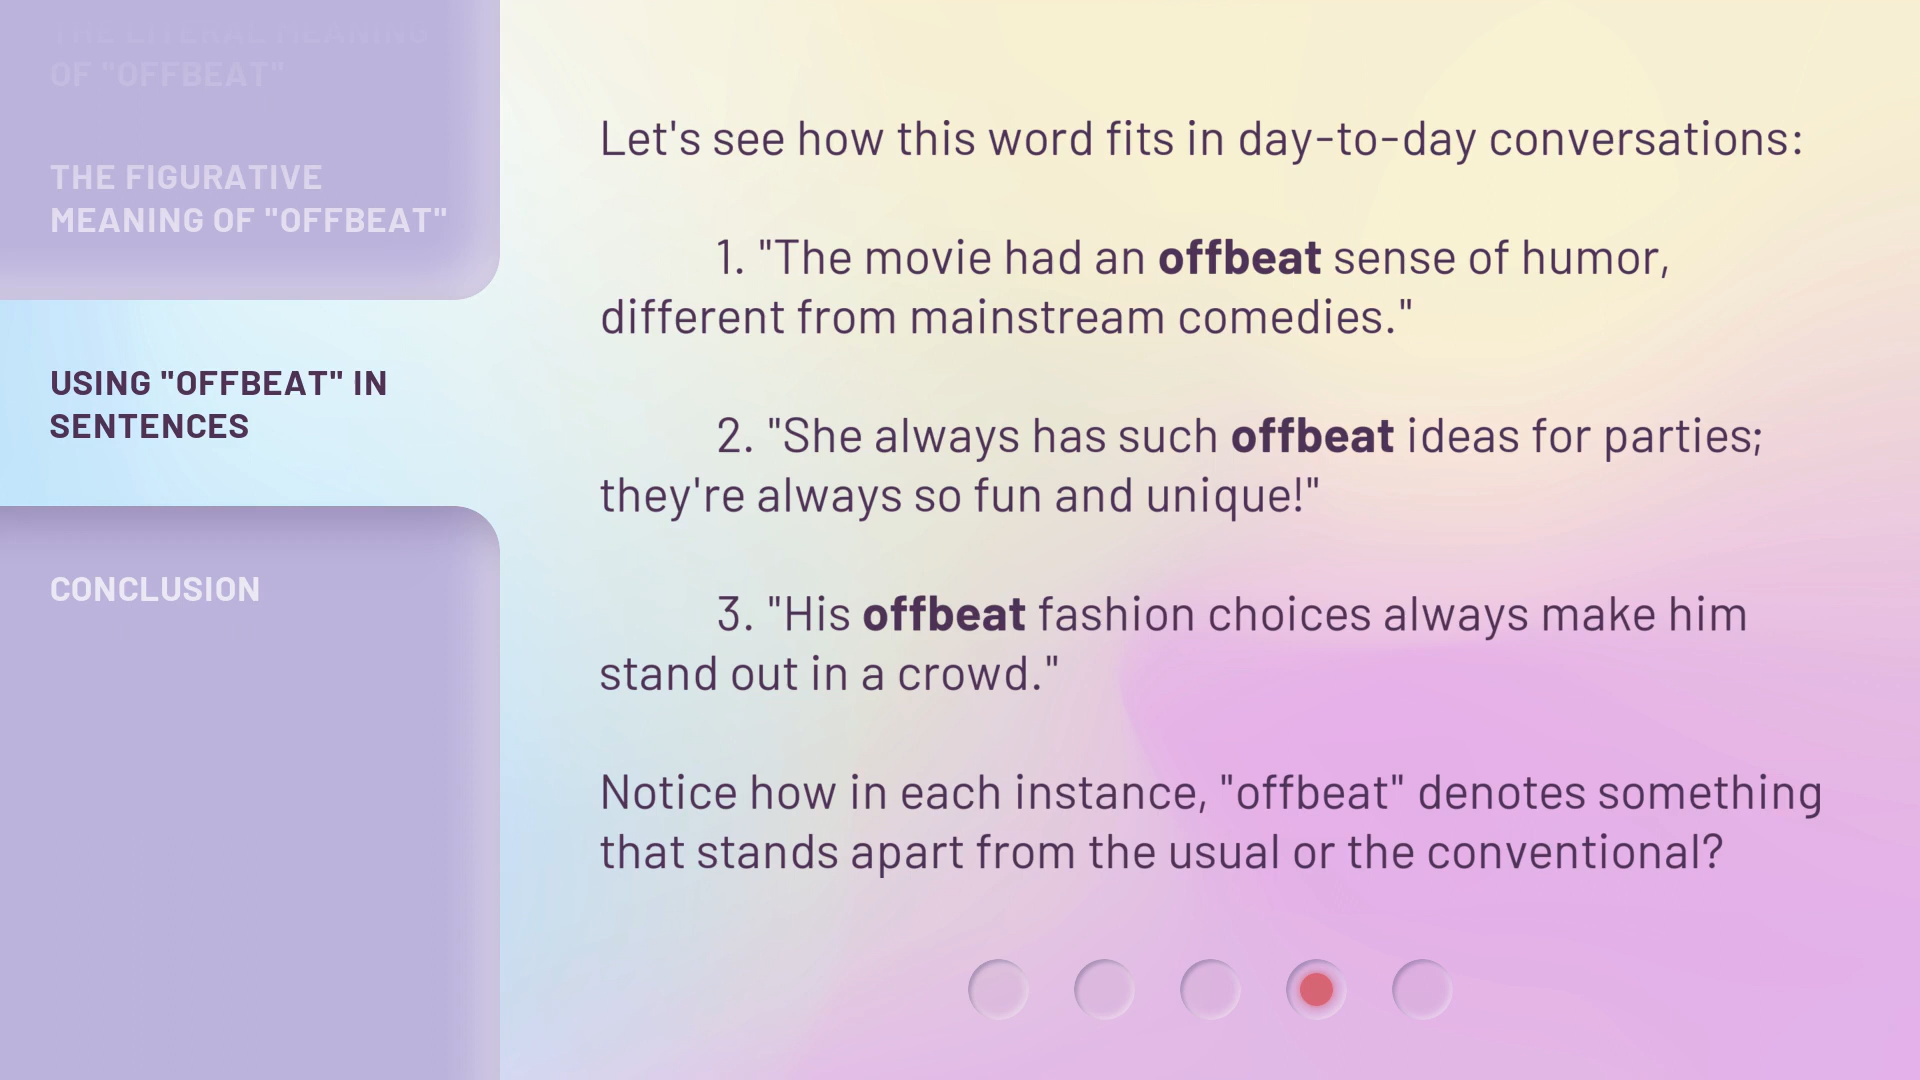 THE LITERAL MEANING
OF "OFFBEAT"
THE FIGURATIVE
MEANING OF "OFFBEAT"
USING "OFFBEAT" IN
SENTENCES
CONCLUSION
Let's see how this word fits in day-to-day conversations:
1. "The movie had an offbeat sense of humor,
different from mainstream comedies."
2. "She always has such offbeat ideas for parties;
they're always so fun and unique!"
3. "His offbeat fashion choices always make him
stand out in a crowd."
Notice how in each instance, "offbeat" denotes something
that stands apart from the usual or the conventional?